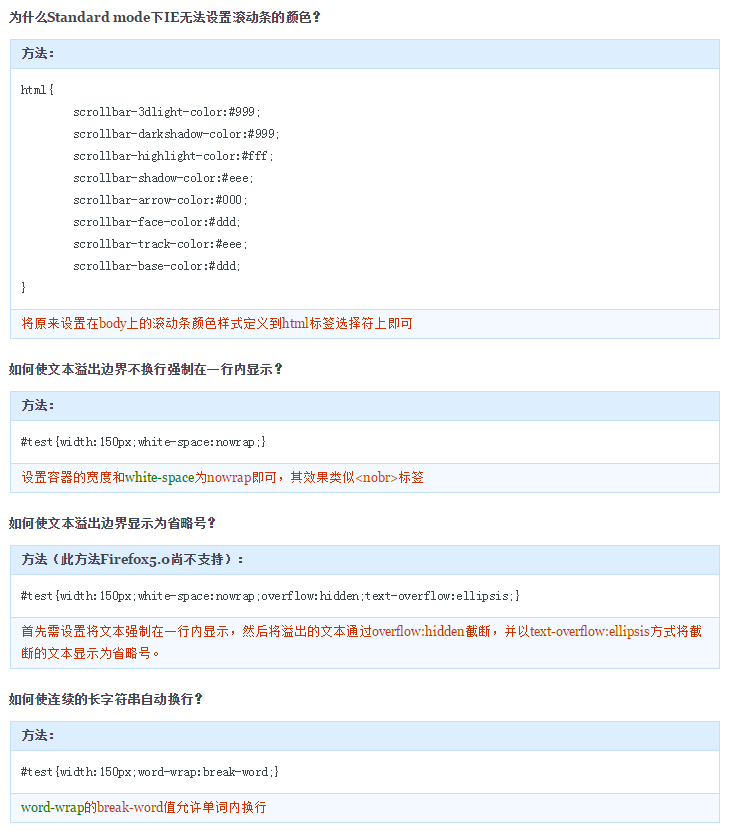 为什么Standard mode下IE无法设置滚动条的颜色？
方法：
html{
scrollbar-3dlight-color:#999;
scrollbar-darkshadow-color:#999;
scrollbar-highlight-color:#fff;
scrollbar-shadow-color:#eee;
scrollbar-arrow-color:#000;
scrollbar-face-color:#ddd;
scrollbar-track-color:#eee;
scrollbar-base-color:#ddd;
}
将原来设置在body上的滚动条颜色样式定义到html标签选择符上即可
如何使文本溢出边界不换行强制在一行内显示？
方法：
#test{width:150px;white-space:nowrap;}
设置容器的宽度和white-space为nowrap即可，其效果类似<nobr>标签
如何使文本溢出边界显示为省略号？
方法（此方法Firefox5.0尚不支持）：
#test{width:150px;white-space:nowrap;overflow:hidden;text-overflow:ellipsis;}
首先需设置将文本强制在一行内显示，然后将溢出的文本通过overflow:hidden截断，并以text-overflow:ellipsis方式将截
断的文本显示为省略号。
如何使连续的长字符串自动换行？
方法：
#test{width:150px;word-wrap:break-word;}
word-wrap的break-word值允许单词内换行